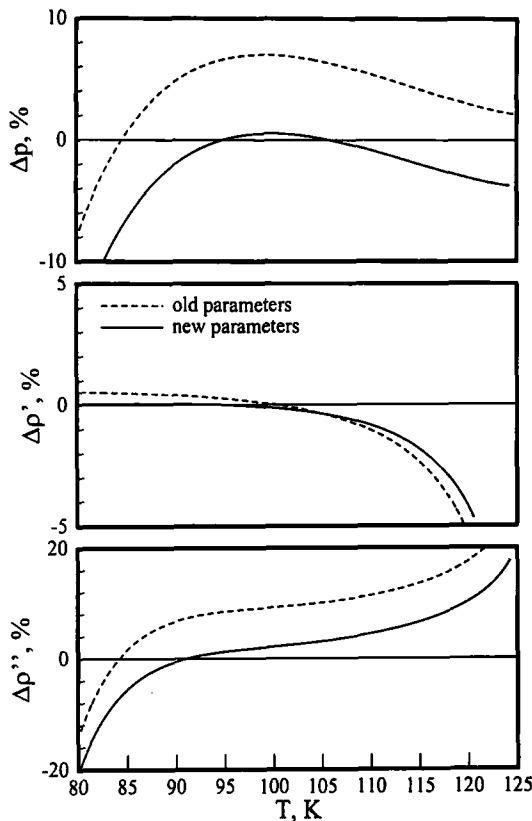 10
Δp, %
0
-10
5
old parameters
new parameters
Δρ’, %
0
-5
20
Δρ’’, %
0
-20
80 85 90 95 100 105 110 115 120 125
T, K